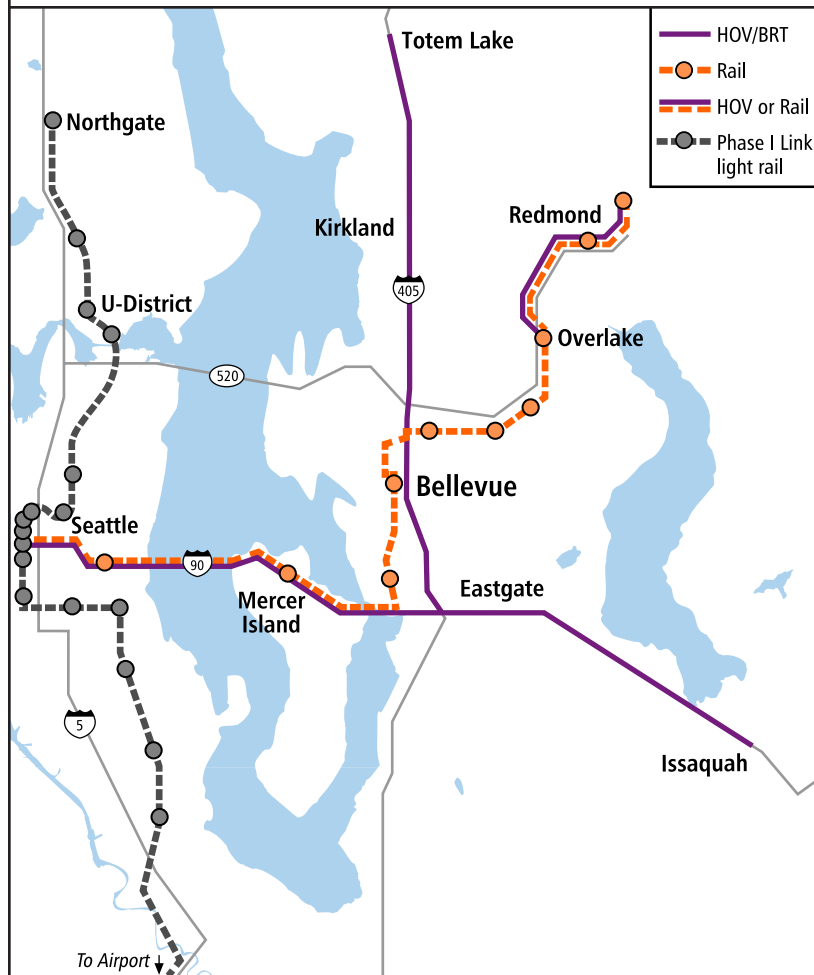 HOV/BRT
Rail
HOV or Rail
Phase I Link
light rail
Totem Lake
Northgate
Redmond
Kirkland
405
U-District
Overlake
520
Bellevue
Seattle
90
Eastgate
Mercer
Island
5
Issaquah
To Airport